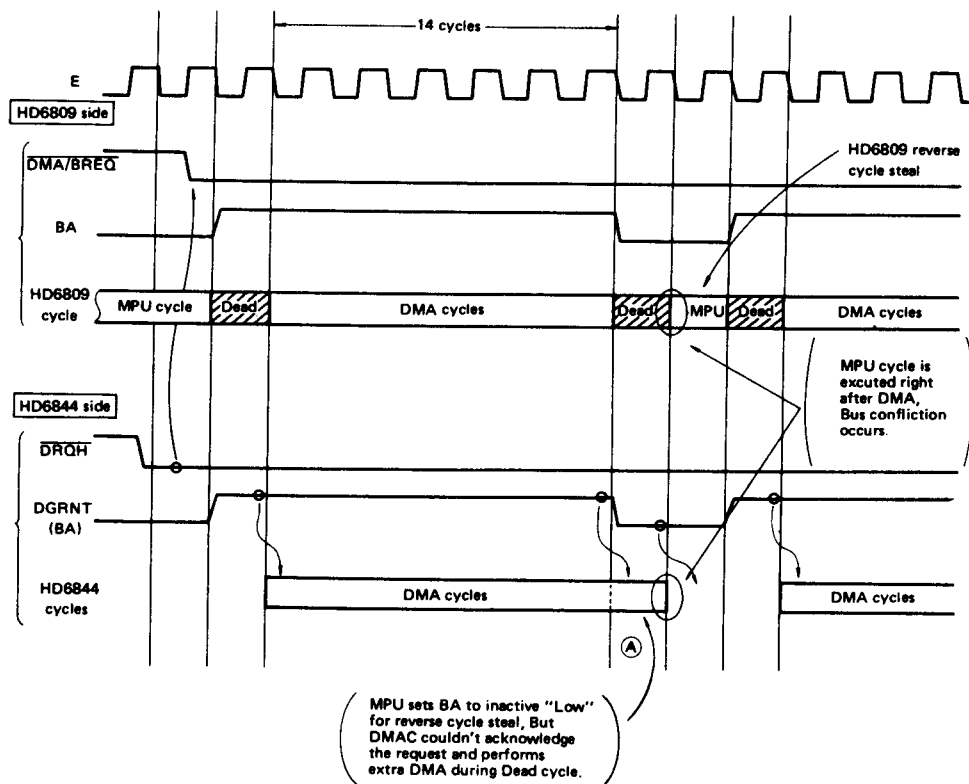 14 cycles
E
HD6809 side
DMA/BREQ
HD6809 reverse
cycle steal
BA
HD6809
cycle
MPU cycle
Dead
DMA cycles
Dead
MPU
Dead
DMA cycles
MPU cycle is
excuted right
after DMA,
Bus confliction
occurs.
HD6844 side
DRQH
DGRNT
(BA)
HD6844
cycles
DMA cycles
DMA cycles
A
MPU sets BA to inactive "Low"
for reverse cycle steal, But
DMAC couldn't acknowledge
the request and performs
extra DMA during Dead cycle.